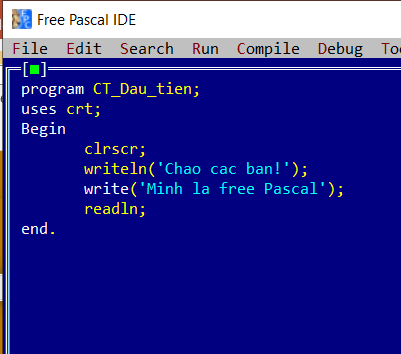 Free Pascal IDE
File Edit Search Run Compile Debug
program CT_Dau_tien;
uses crt;
Begin
clrscr;
writeln('Chao cac ban!');
write('Minh la free Pascal');
readln;
end.